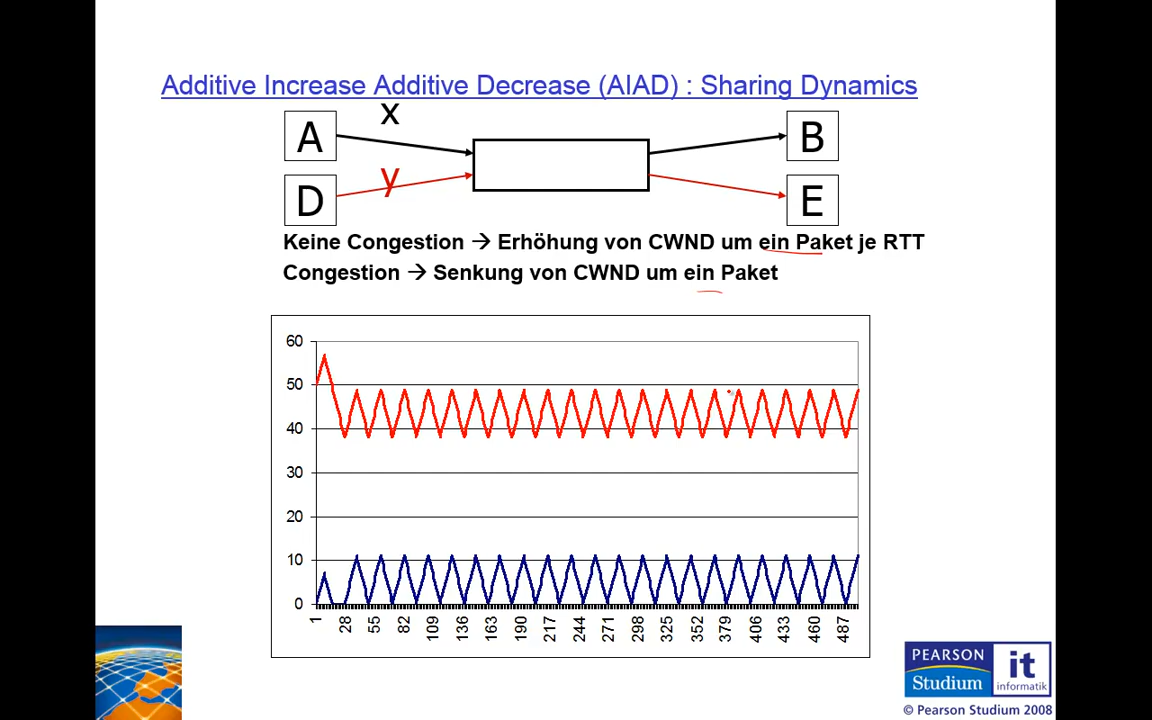 Additive Increase Additive Decrease (AIAD) : Sharing Dynamics
x
A
B
y
D
E
Keine Congestion → Erhöhung von CWND um ein Paket je RTT
Congestion → Senkung von CWND um ein Paket
60
50
40
30
20
10
0
1 28 55 82 109 136 163 190 217 244 271 298 325 352 379 406 433 460 487
PEARSON
Studium
it
informatik
© Pearson Studium 2008